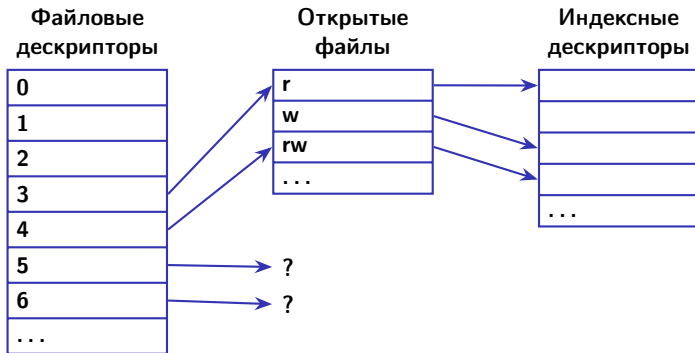 Файловые
дескрипторы
0
1
2
3
4
5
6
. . .
Открытые
файлы
r
w
rw
. . .
?
?
Индексные
дескрипторы
. . .